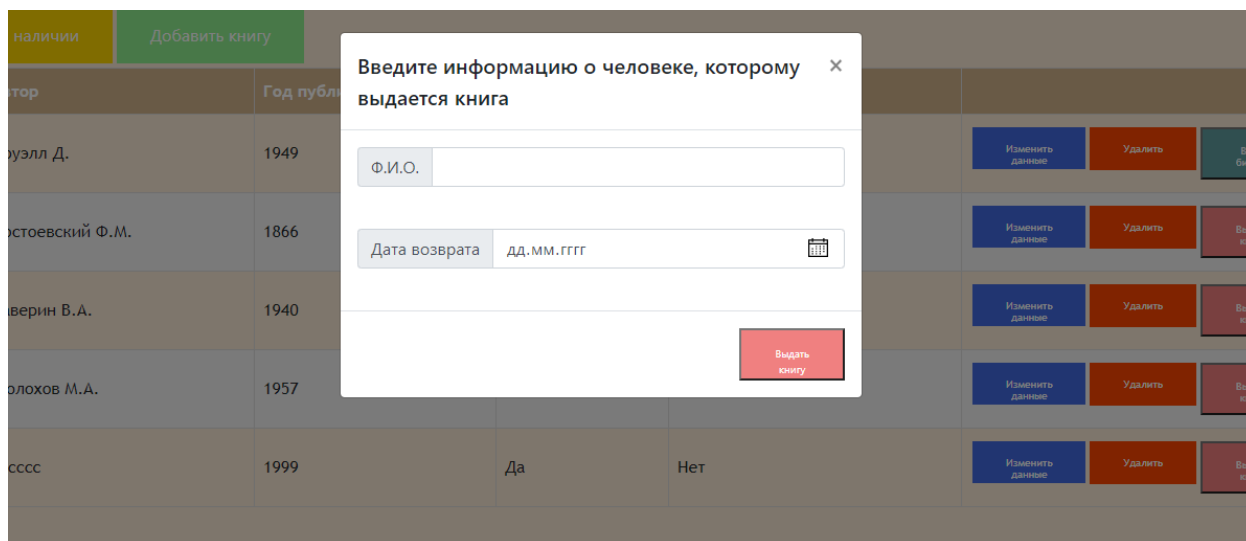 наличии
Добавить книгу
Введите информацию о человеке, которому
выдается книга
×
Ф.И.О.
Дата возврата дд.мм.гггг
Выдать
книгу
Год
1949
Изменить
данные
Удалить
Д.
1866
Ф.М.
Изменить
данные
Удалить
1940
В.А.
Изменить
данные
Удалить
1957
М.А.
Изменить
данные
Удалить
1999
Да
Нет
Изменить
данные
Удалить